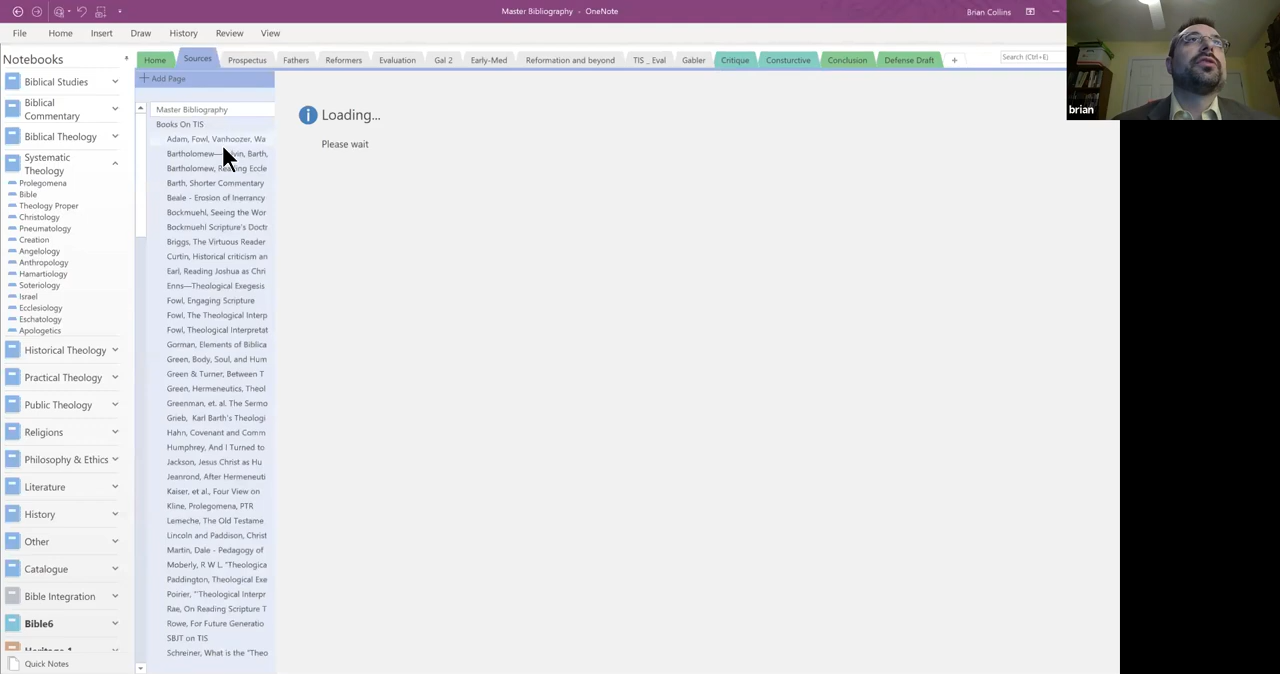 Master Bibliography - OneNote
Brian Collins
File Home Insert Draw History Review View
Notebooks
Home Sources Prospectus Fathers Reformers Evaluation Gal 2 Early-Med Reformation and beyond TIS _ Eval Gabler Critique Consturctive Conclusion Defense Draft
Search (Ctrl+E)
Biblical Studies
Biblical
Commentary
Biblical Theology
Systematic
Theology
Prolegomena
Bible
Theology Proper
Christology
Pneumatology
Creation
Angelology
Anthropology
Hamartiology
Soteriology
Israel
Ecclesiology
Eschatology
Apologetics
Historical Theology
Practical Theology
Public Theology
Religions
Philosophy & Ethics
Literature
History
Other
Catalogue
Bible Integration
Bible6
Heritage 1
Quick Notes
Add Page
Master Bibliography
Books On TIS
Adam, Fowl, Vanhoozer, Wa
Bartholomew—vin, Barth,
Bartholomew, Reading Eccle
Barth, Shorter Commentary
Beale - Erosion of Inerrancy
Bockmuehl, Seeing the Wor
Bockmuehl Scripture's Doctr
Briggs, The Virtuous Reader
Curtin, Historical criticism an
Earl, Reading Joshua as Chri
Enns—Theological Exegesis
Fowl, Engaging Scripture
Fowl, The Theological Interp
Fowl, Theological Interpretat
Gorman, Elements of Biblica
Green, Body, Soul, and Hum
Green & Turner, Between T
Green, Hermeneutics, Theol
Greenman, et. al. The Sermo
Grieb, Karl Barth's Theologi
Hahn, Covenant and Comm
Humphrey, And I Turned to
Jackson, Jesus Christ as Hu
Jeanrond, After Hermeneuti
Kaiser, et al., Four View on
Kline, Prolegomena, PTR
Lemeche, The Old Testame
Lincoln and Paddison, Christ
Martin, Dale - Pedagogy of
Moberly, R W L. "Theologica
Paddington, Theological Exe
Poirier, "'Theological Interpr
Rae, On Reading Scripture T
Rowe, For Future Generatio
SBJT on TIS
Schreiner, What is the "Theo
Loading...
Please wait
brian